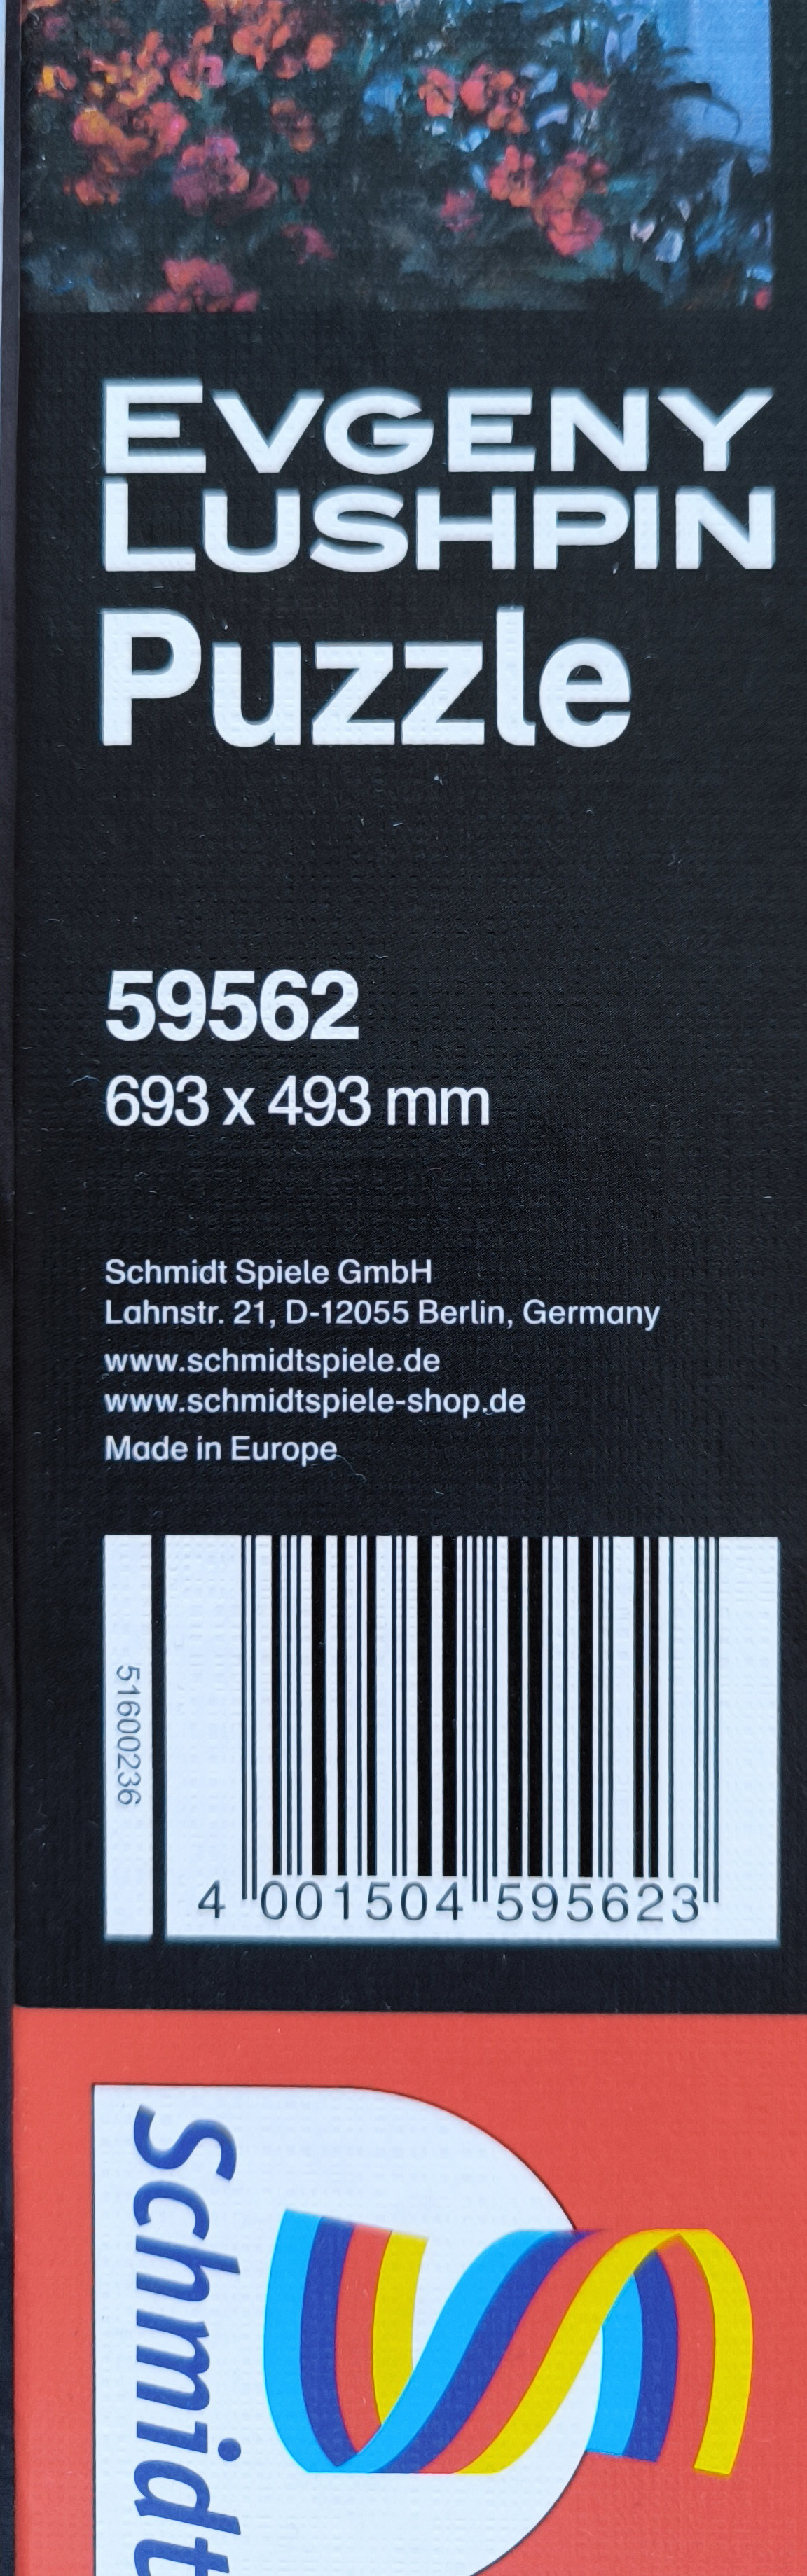 EVGENY
LUSHPIN
Puzzle
59562
693 x 493 mm
Schmidt Spiele GmbH
Lahnstr. 21, D-12055 Berlin, Germany
www.schmidtspiele.de
www.schmidtspiele-shop.de
Made in Europe
51600236
4 001504 595623
Schmidt